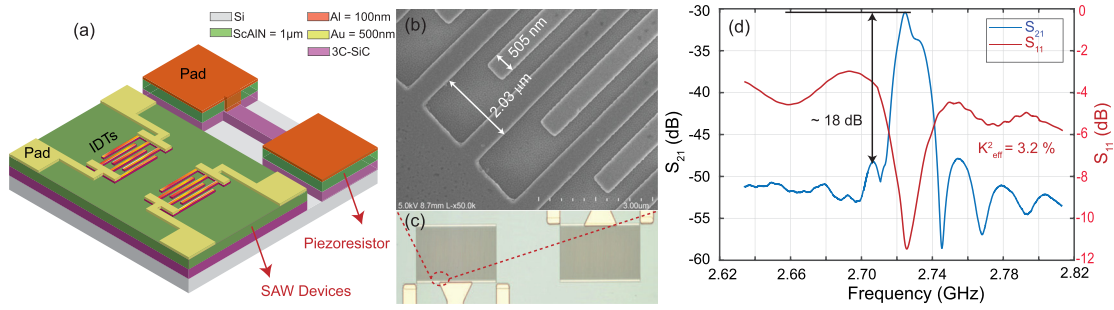 (a)
Si
Al = 100nm
ScAlN = 1μm
Au = 500nm
3C-SiC
Pad
IDTs
Pad
Piezoresistor
SAW Devices
(b)
505 nm
2.03 μm
5.0kV 8.7mm L-x50.0k
3.00um
(c)
(d)
S21
S11
~ 18 dB
K²eff = 3.2 %
S21 (dB)
-30
-35
-40
-45
-50
-55
-60
S11 (dB)
0
-2
-4
-6
-8
-10
-12
2.62
2.66
2.70
2.74
2.78
2.82
Frequency (GHz)